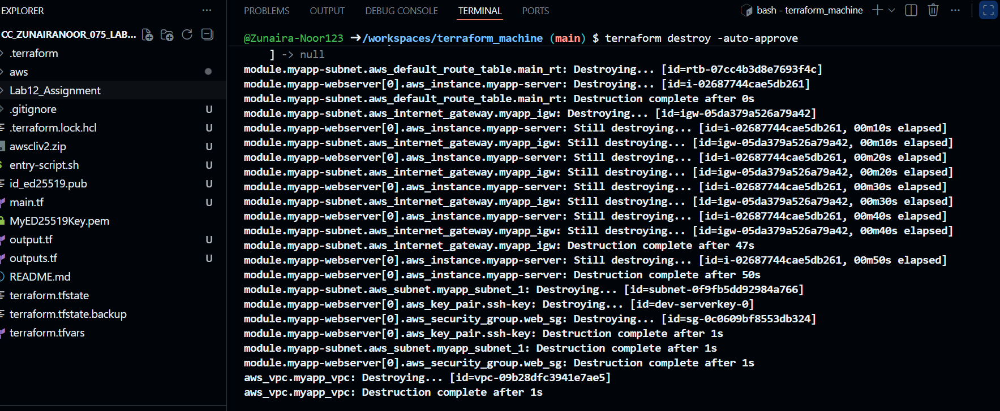 EXPLORER
CC_ZUNAIRANOOR_075_LAB...
.terraform
aws
Lab12_Assignment
.gitignore U
.terraform.lock.hcl U
awscliv2.zip U
entry-script.sh U
id_ed25519.pub U
main.tf U
MyED25519Key.pem
output.tf U
outputs.tf U
README.md
terraform.tfstate
terraform.tfstate.backup
terraform.tfvars
PROBLEMS OUTPUT DEBUG CONSOLE TERMINAL PORTS
bash - terraform_machine
@Zunaira-Noor123 ➜/workspaces/terraform_machine (main) $ terraform destroy -auto-approve
] -> null
module.myapp-subnet.aws_default_route_table.main_rt: Destroying... [id=rtb-07cc4b3d8e7693f4c]
module.myapp-webserver[0].aws_instance.myapp-server: Destroying... [id=i-02687744cae5db261]
module.myapp-subnet.aws_default_route_table.main_rt: Destruction complete after 0s
module.myapp-subnet.aws_internet_gateway.myapp_igw: Destroying... [id=igw-05da379a526a79a42]
module.myapp-webserver[0].aws_instance.myapp-server: Still destroying... [id=i-02687744cae5db261, 00m10s elapsed]
module.myapp-subnet.aws_internet_gateway.myapp_igw: Still destroying... [id=igw-05da379a526a79a42, 00m10s elapsed]
module.myapp-webserver[0].aws_instance.myapp-server: Still destroying... [id=i-02687744cae5db261, 00m20s elapsed]
module.myapp-subnet.aws_internet_gateway.myapp_igw: Still destroying... [id=igw-05da379a526a79a42, 00m20s elapsed]
module.myapp-webserver[0].aws_instance.myapp-server: Still destroying... [id=i-02687744cae5db261, 00m30s elapsed]
module.myapp-subnet.aws_internet_gateway.myapp_igw: Still destroying... [id=igw-05da379a526a79a42, 00m30s elapsed]
module.myapp-webserver[0].aws_instance.myapp-server: Still destroying... [id=i-02687744cae5db261, 00m40s elapsed]
module.myapp-subnet.aws_internet_gateway.myapp_igw: Still destroying... [id=igw-05da379a526a79a42, 00m40s elapsed]
module.myapp-subnet.aws_internet_gateway.myapp_igw: Destruction complete after 47s
module.myapp-webserver[0].aws_instance.myapp-server: Still destroying... [id=i-02687744cae5db261, 00m50s elapsed]
module.myapp-webserver[0].aws_instance.myapp-server: Destruction complete after 50s
module.myapp-subnet.aws_subnet.myapp_subnet_1: Destroying... [id=subnet-0f9fb5dd92984a766]
module.myapp-webserver[0].aws_key_pair.ssh-key: Destroying... [id=dev-serverkey-0]
module.myapp-webserver[0].aws_security_group.web_sg: Destroying... [id=sg-0c0609bf8553db324]
module.myapp-webserver[0].aws_key_pair.ssh-key: Destruction complete after 1s
module.myapp-subnet.aws_subnet.myapp_subnet_1: Destruction complete after 1s
module.myapp-webserver[0].aws_security_group.web_sg: Destruction complete after 1s
aws_vpc.myapp_vpc: Destroying... [id=vpc-09b28dfc3941e7ae5]
aws_vpc.myapp_vpc: Destruction complete after 1s